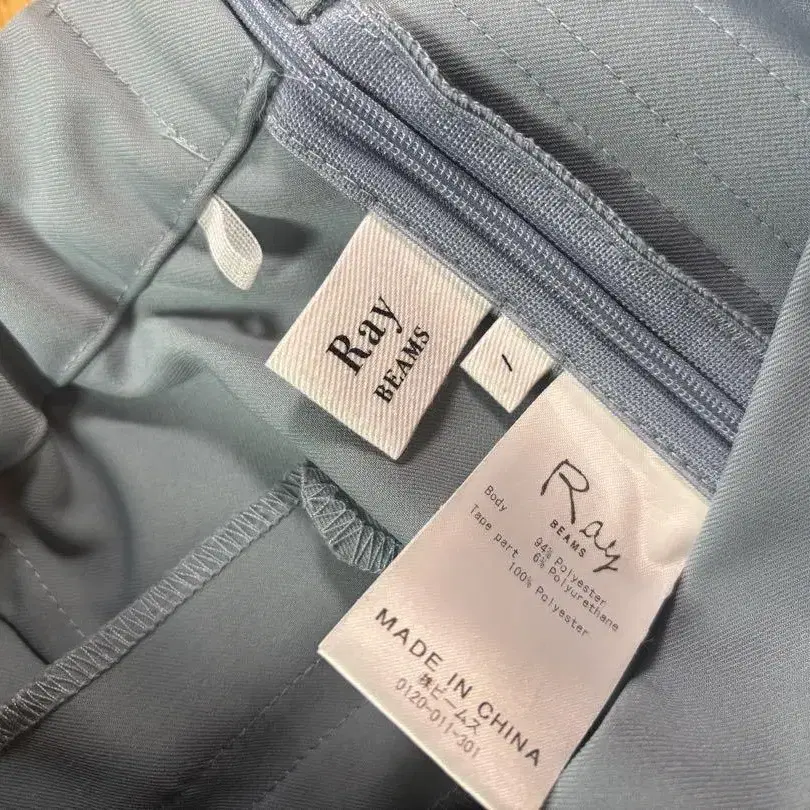 Ray
BEAMS
1
Ray
BEAMS
Body 94% Polyester
6% Polyurethane
Tape part 100% Polyester
MADE IN CHINA
㈱ビームス
0120-011-301